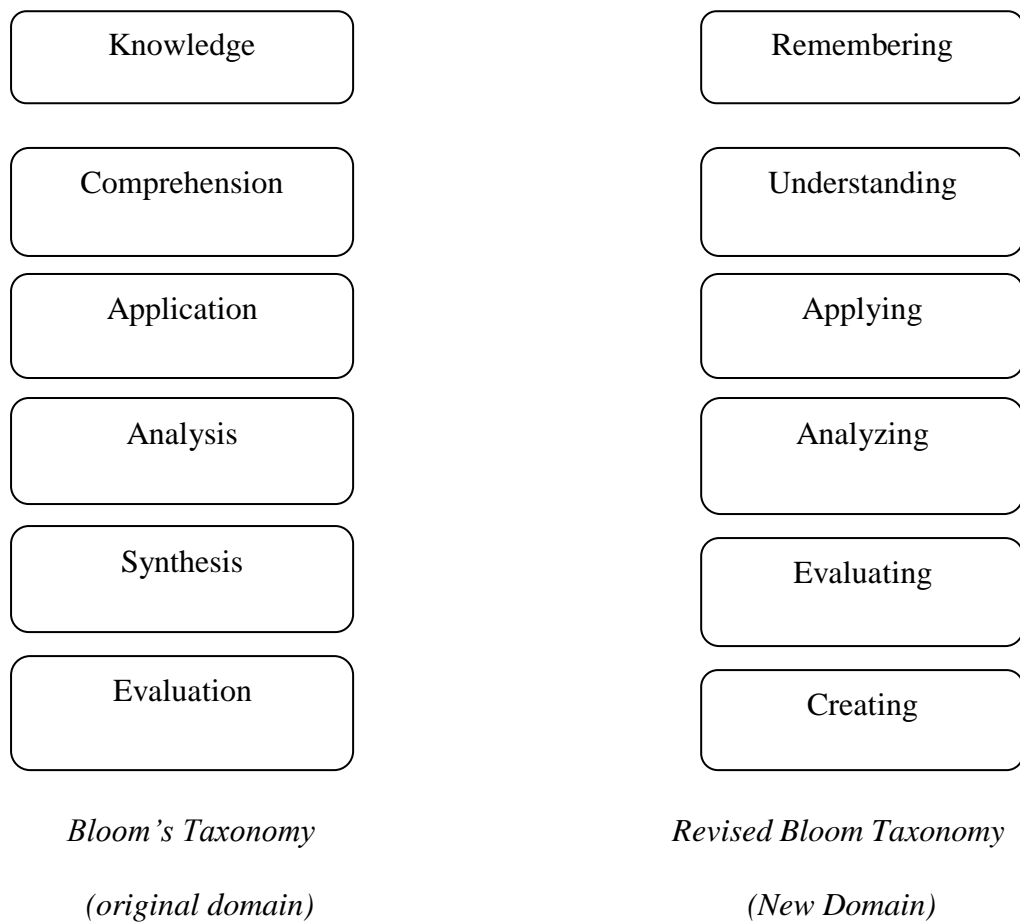 Knowledge
Remembering
Comprehension
Understanding
Application
Applying
Analysis
Analyzing
Synthesis
Evaluating
Evaluation
Creating
Bloom’s Taxonomy
Revised Bloom Taxonomy
(original domain)
(New Domain)